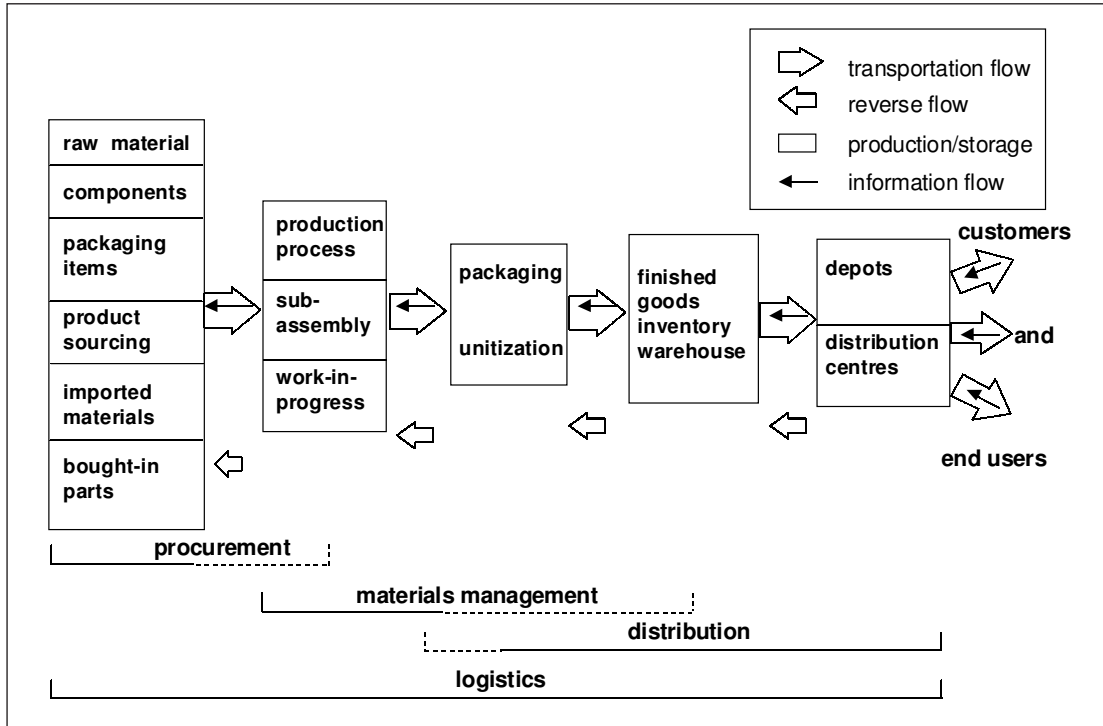 transportation flow
reverse flow
production/storage
information flow
raw material
components
packaging
items
product
sourcing
imported
materials
bought-in
parts
production
process
sub-
assembly
work-in-
progress
packaging
unitization
finished
goods
inventory
warehouse
depots
distribution
centres
customers
and
end users
procurement
materials management
distribution
logistics